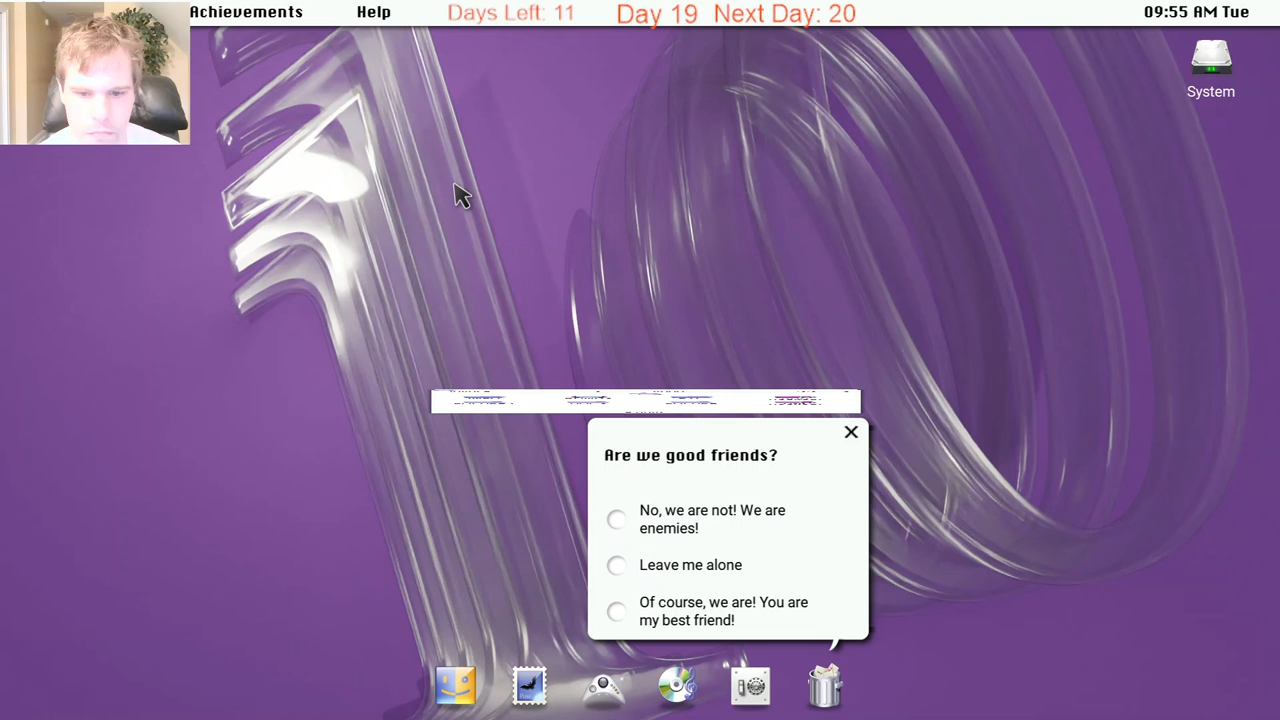 Achievements Help Days Left: 11 Day 19 Next Day: 20 09:55 AM Tue
System
Are we good friends?
No, we are not! We are
enemies!
Leave me alone
Of course, we are! You are
my best friend!